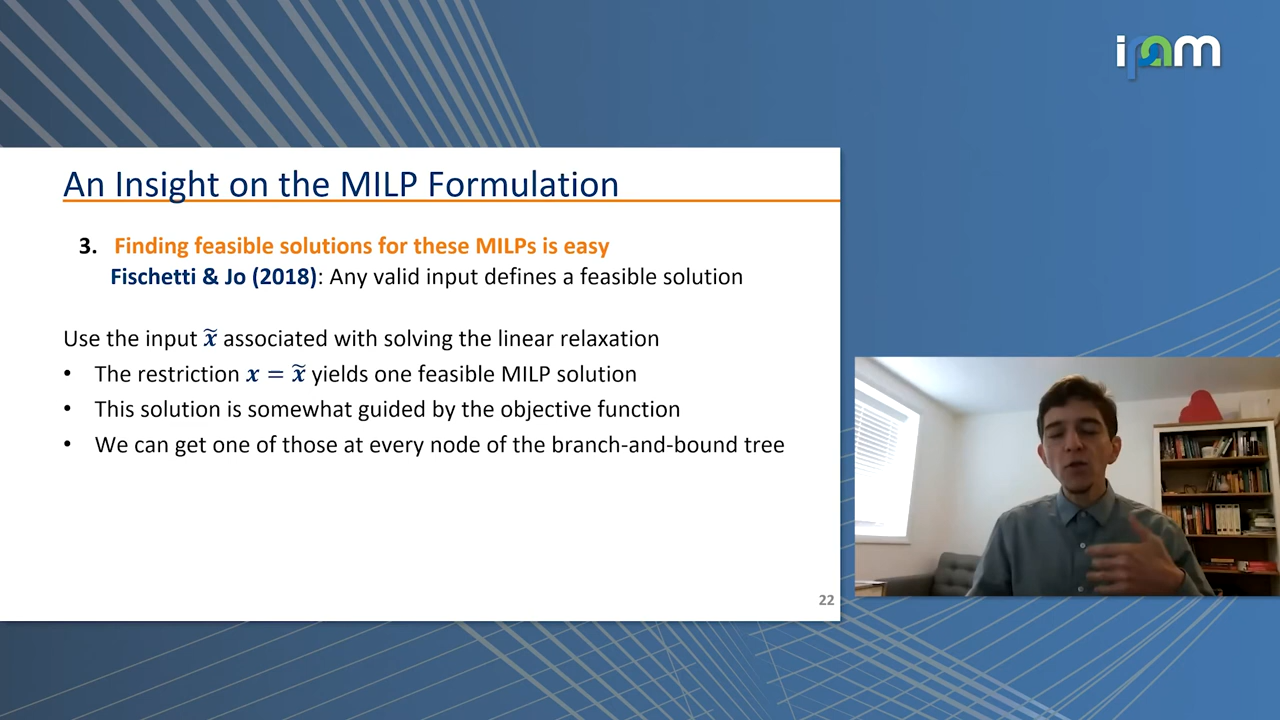 ipam
An Insight on the MILP Formulation
3. Finding feasible solutions for these MILPs is easy
Fischetti & Jo (2018): Any valid input defines a feasible solution
Use the input x̃ associated with solving the linear relaxation
• The restriction x = x̃ yields one feasible MILP solution
• This solution is somewhat guided by the objective function
• We can get one of those at every node of the branch-and-bound tree
22